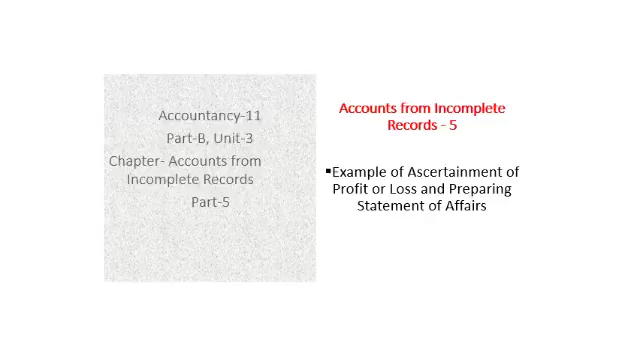 Accountancy-11
Part-B, Unit-3
Chapter- Accounts from
Incomplete Records
Part-5
Accounts from Incomplete
Records - 5
▪Example of Ascertainment of
Profit or Loss and Preparing
Statement of Affairs